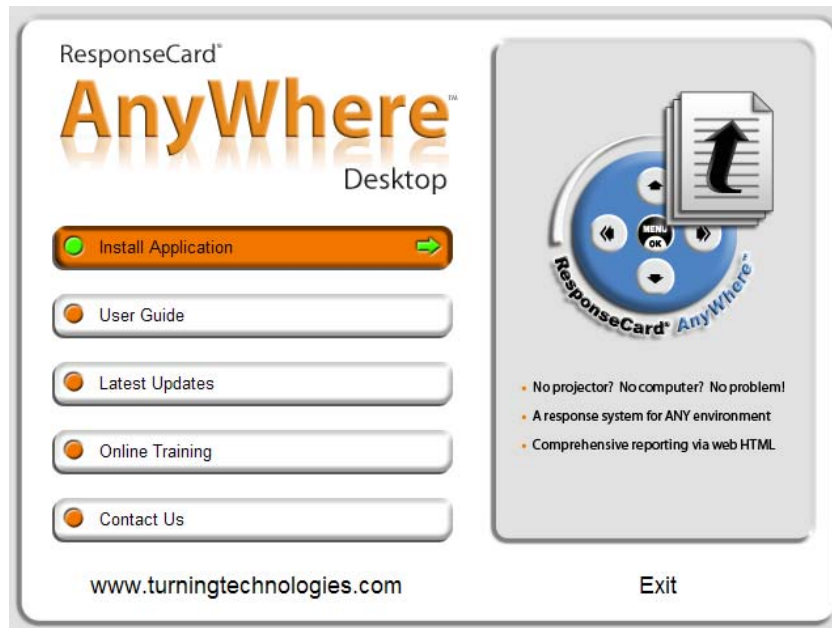 ResponseCard®
AnyWhere™
Desktop
Install Application
User Guide
Latest Updates
Online Training
Contact Us
www.turningtechnologies.com
t
MENU
OK
ResponseCard® AnyWhere™
• No projector? No computer? No problem!
• A response system for ANY environment
• Comprehensive reporting via web HTML
Exit